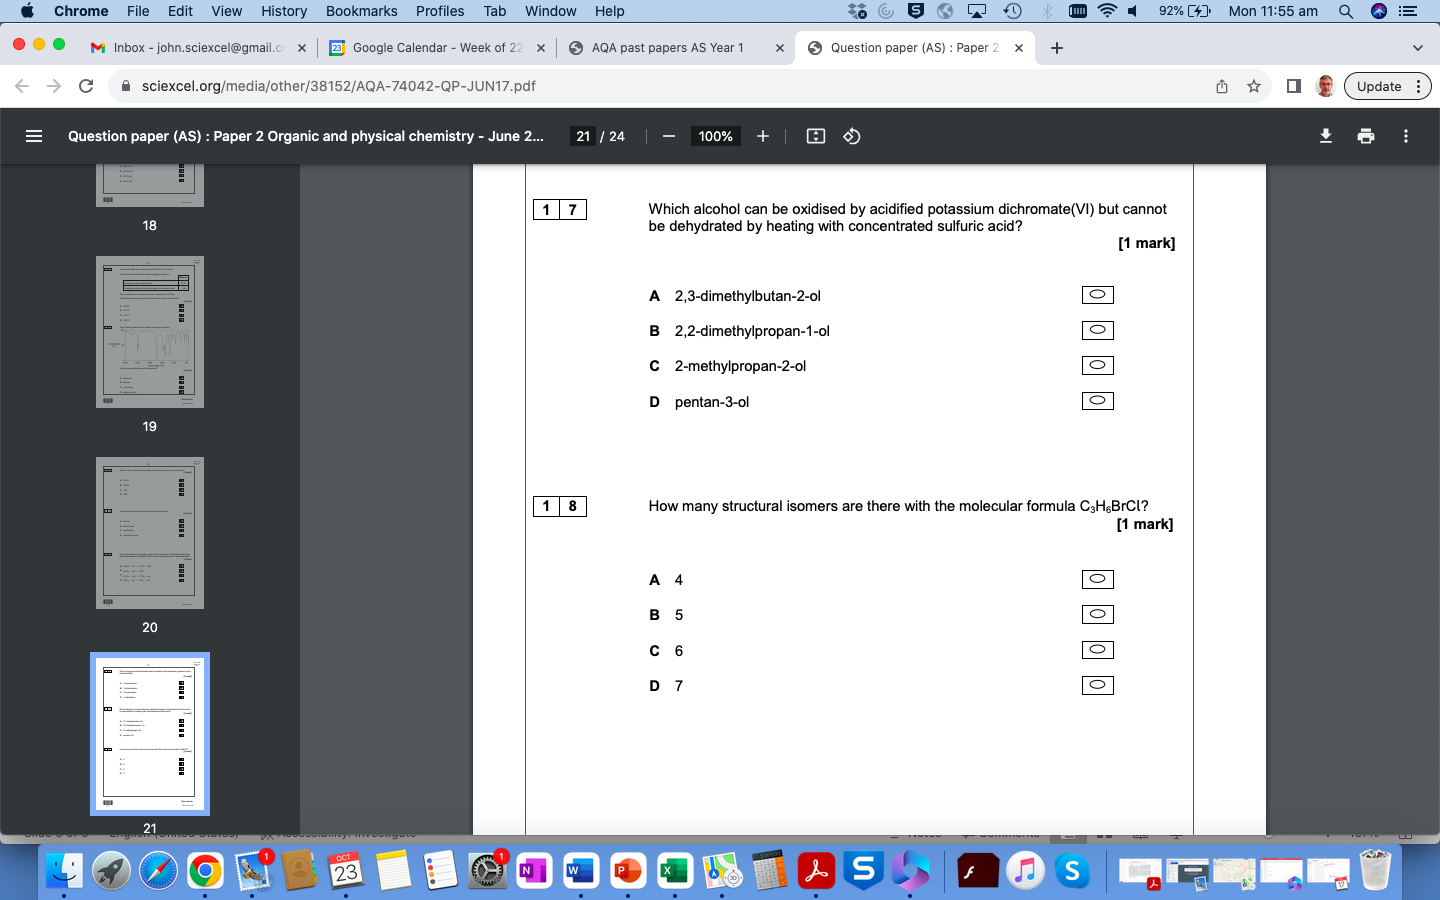 Chrome File Edit View History Bookmarks Profiles Tab Window Help 92% Mon 11:55 am
Inbox - john.sciexcel@gmail.c Google Calendar - Week of 22 AQA past papers AS Year 1 Question paper (AS) : Paper 2
sciexcel.org/media/other/38152/AQA-74042-QP-JUN17.pdf Update
Question paper (AS) : Paper 2 Organic and physical chemistry - June 2... 21 / 24 100%
18
19
20
21
1 7 Which alcohol can be oxidised by acidified potassium dichromate(VI) but cannot
be dehydrated by heating with concentrated sulfuric acid?
[1 mark]
A 2,3-dimethylbutan-2-ol
B 2,2-dimethylpropan-1-ol
C 2-methylpropan-2-ol
D pentan-3-ol
1 8 How many structural isomers are there with the molecular formula C₃H₆BrCl?
[1 mark]
A 4
B 5
C 6
D 7
1
OCT
23
1